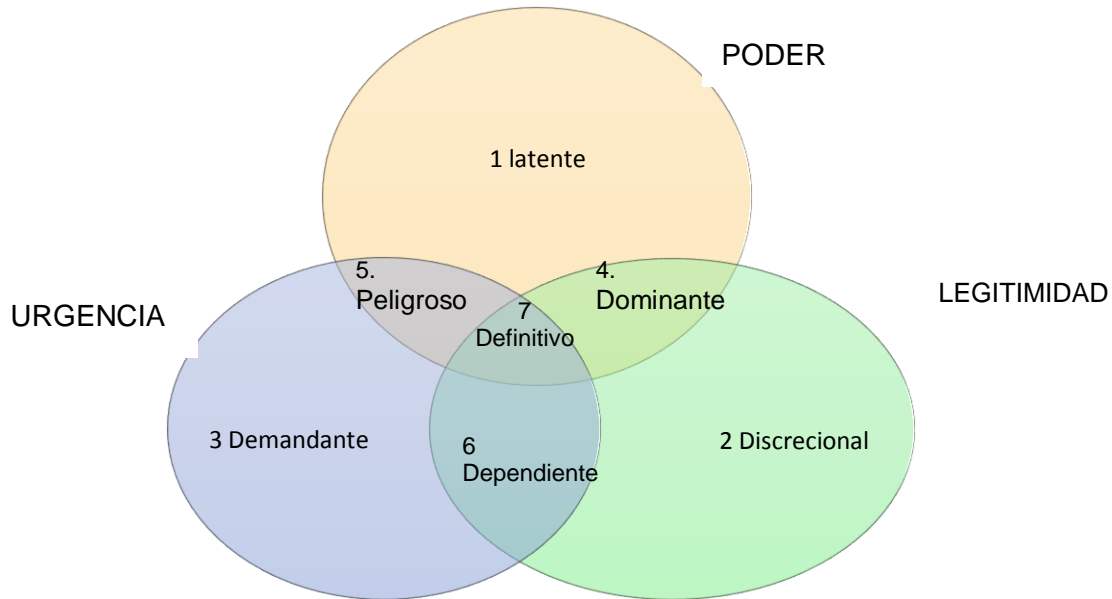 PODER
1 latente
5.
Peligroso
4.
Dominante
7
Definitivo
URGENCIA
LEGITIMIDAD
3 Demandante
6
Dependiente
2 Discrecional